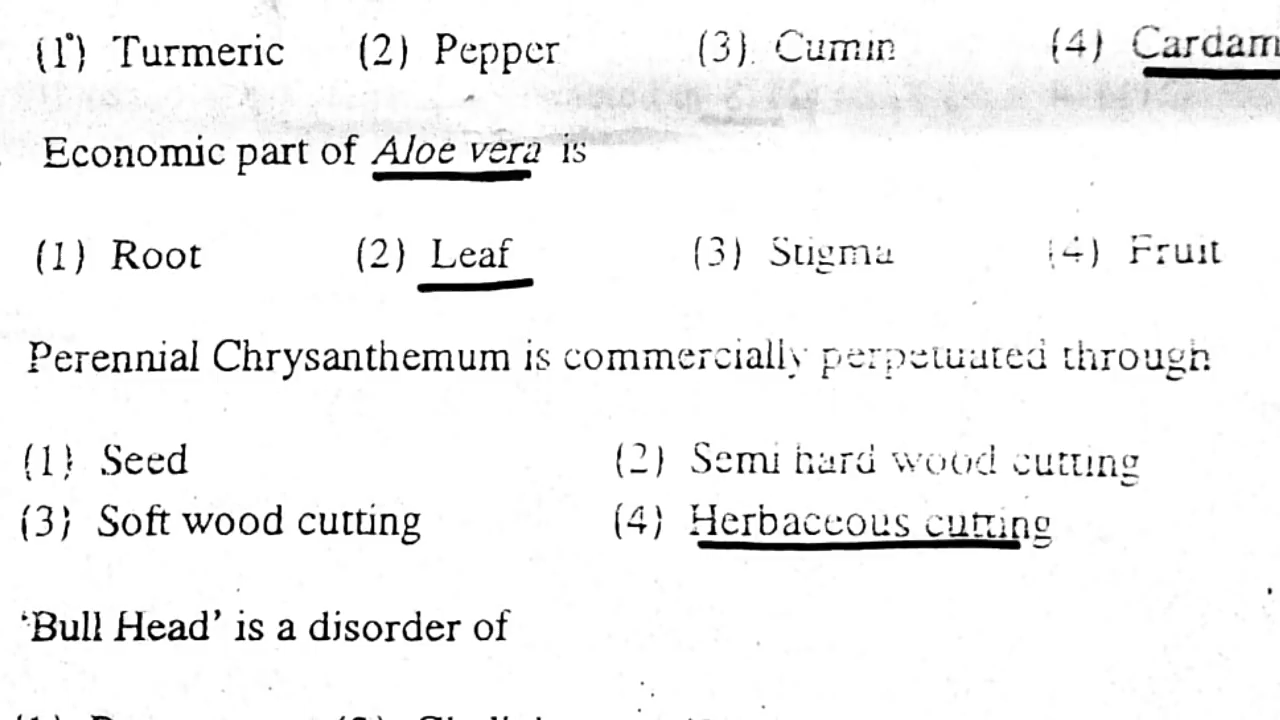 (1) Turmeric (2) Pepper (3) Cumin (4) Cardam
Economic part of Aloe vera is
(1) Root (2) Leaf (3) Stigma (4) Fruit
Perennial Chrysanthemum is commercially perpetuated through
(1) Seed (2) Semi hard wood cutting
(3) Soft wood cutting (4) Herbaceous cutting
'Bull Head' is a disorder of